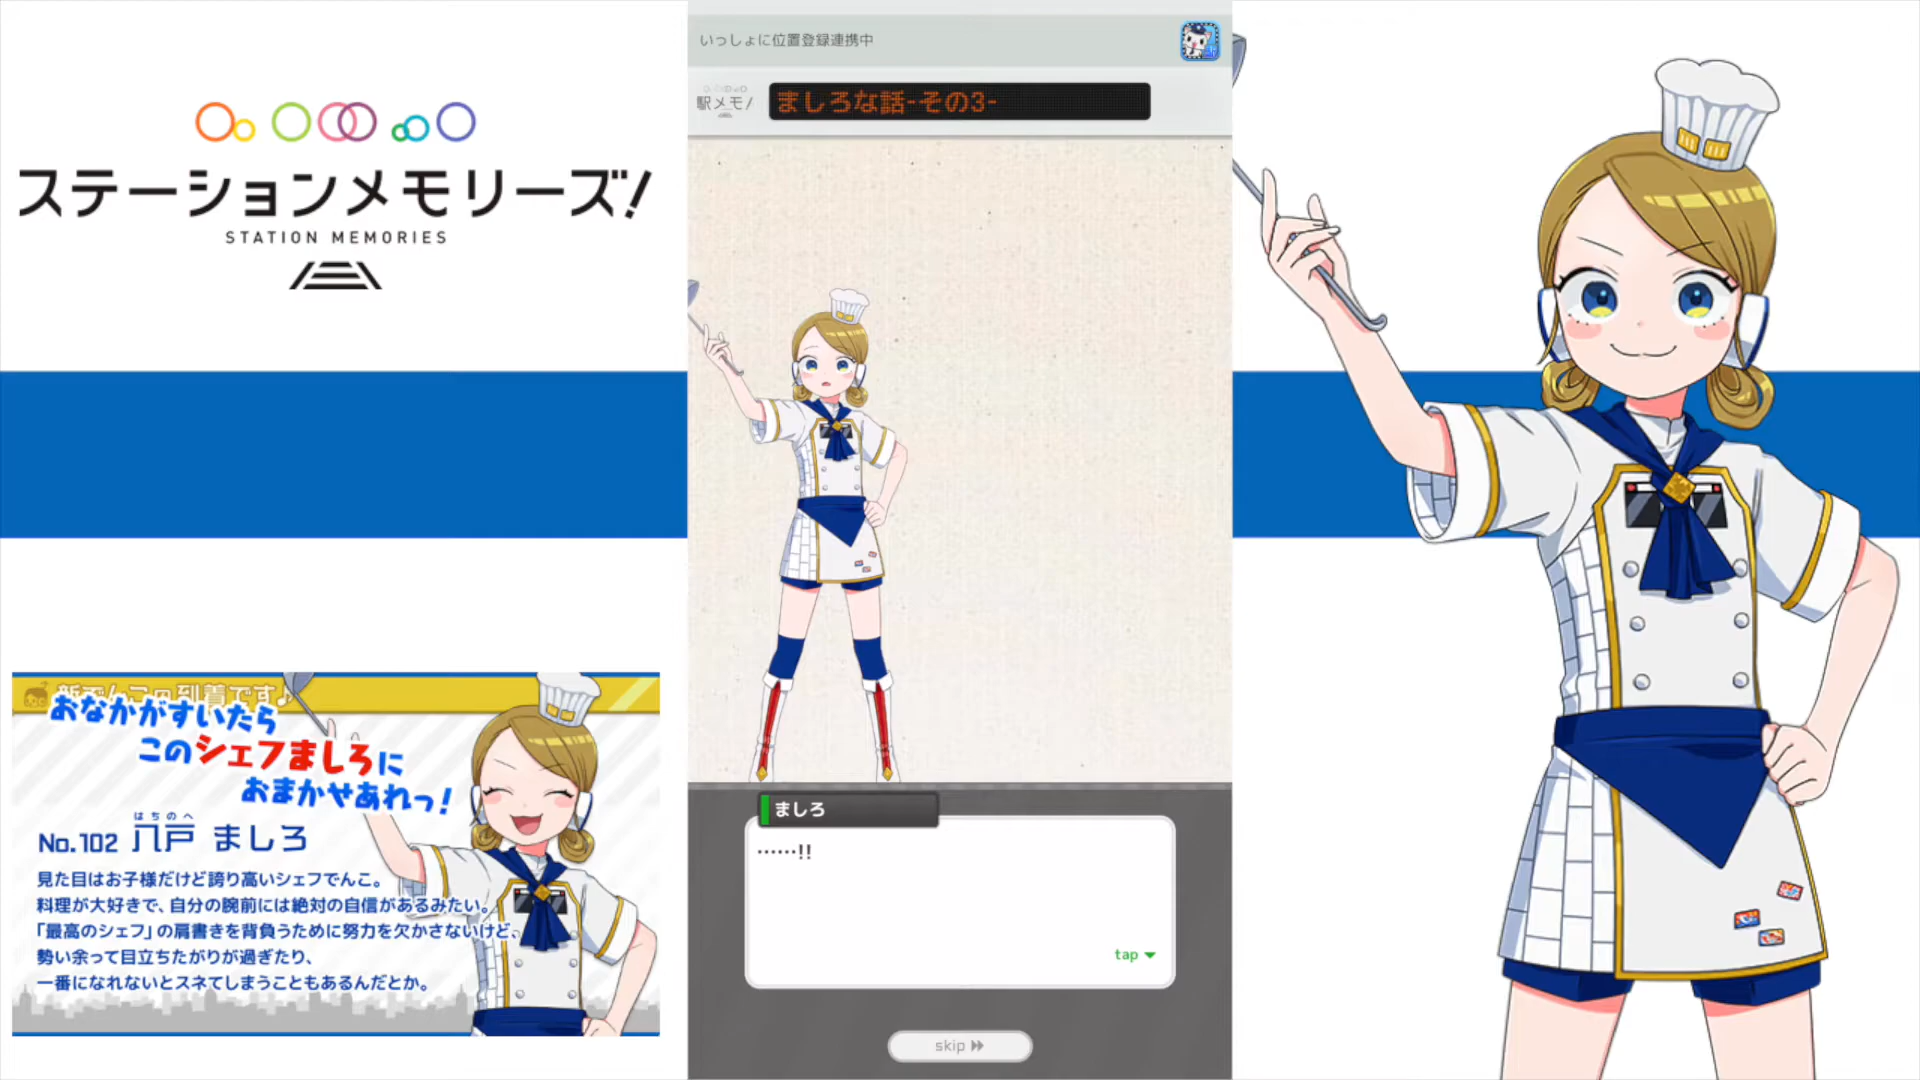 ステーションメモリーズ!
STATION MEMORIES
新でんこの到着です♪
おなかがすいたら
このシェフましろに
おまかせあれっ!
はちのへ
No.102 八戸 ましろ
見た目はお子様だけど誇り高いシェフでんこ。
料理が大好きで、自分の腕前には絶対の自信があるみたい。
「最高のシェフ」の肩書きを背負うために努力を欠かさないけど、
勢い余って目立ちたがりが過ぎたり、
一番になれないとスネてしまうこともあるんだとか。
いっしょに位置登録連携中
駅メモ!
ましろな話-その3-
ましろ
……!!
tap
skip